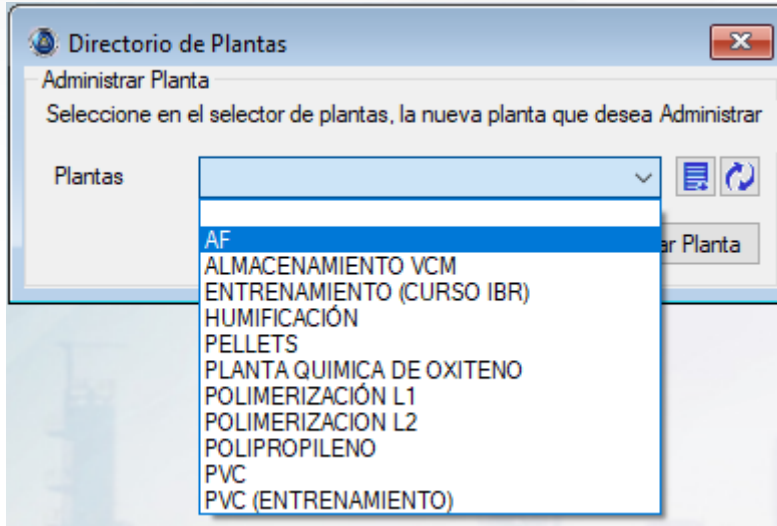 Directorio de Plantas
Administrar Planta
Seleccione en el selector de plantas, la nueva planta que desea Administrar
Plantas
AF
ar Planta
ALMACENAMIENTO VCM
ENTRENAMIENTO (CURSO IBR)
HUMIFICACIÓN
PELLETS
PLANTA QUIMICA DE OXITENO
POLIMERIZACIÓN L1
POLIMERIZACION L2
POLIPROPILENO
PVC
PVC (ENTRENAMIENTO)